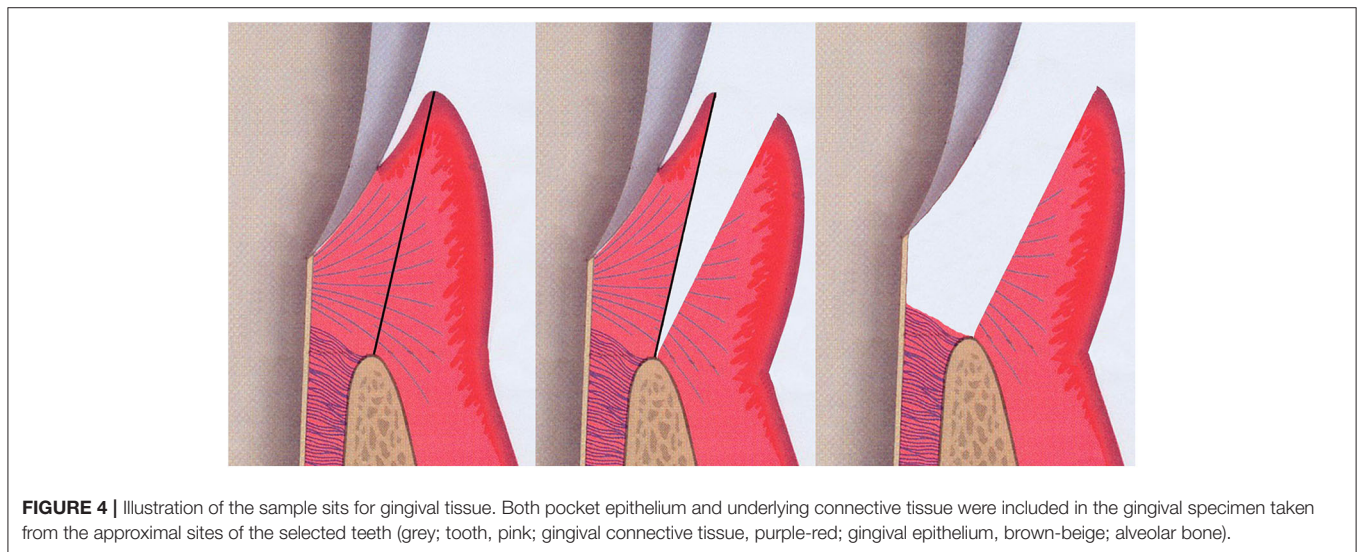 FIGURE 4 | Illustration of the sample sits for gingival tissue. Both pocket epithelium and underlying connective tissue were included in the gingival specimen taken
from the approximal sites of the selected teeth (grey; tooth, pink; gingival connective tissue, purple-red; gingival epithelium, brown-beige; alveolar bone).